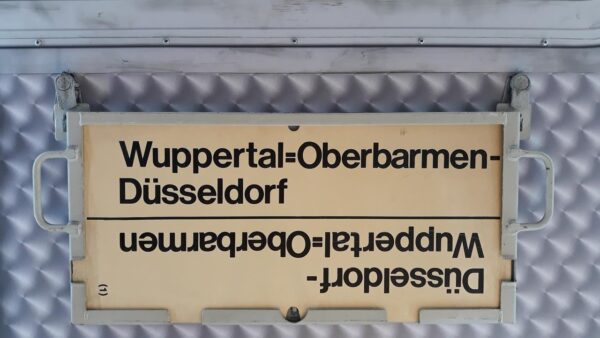 Wuppertal=Oberbarmen-
Düsseldorf
Düsseldorf-
Wuppertal=Oberbarmen